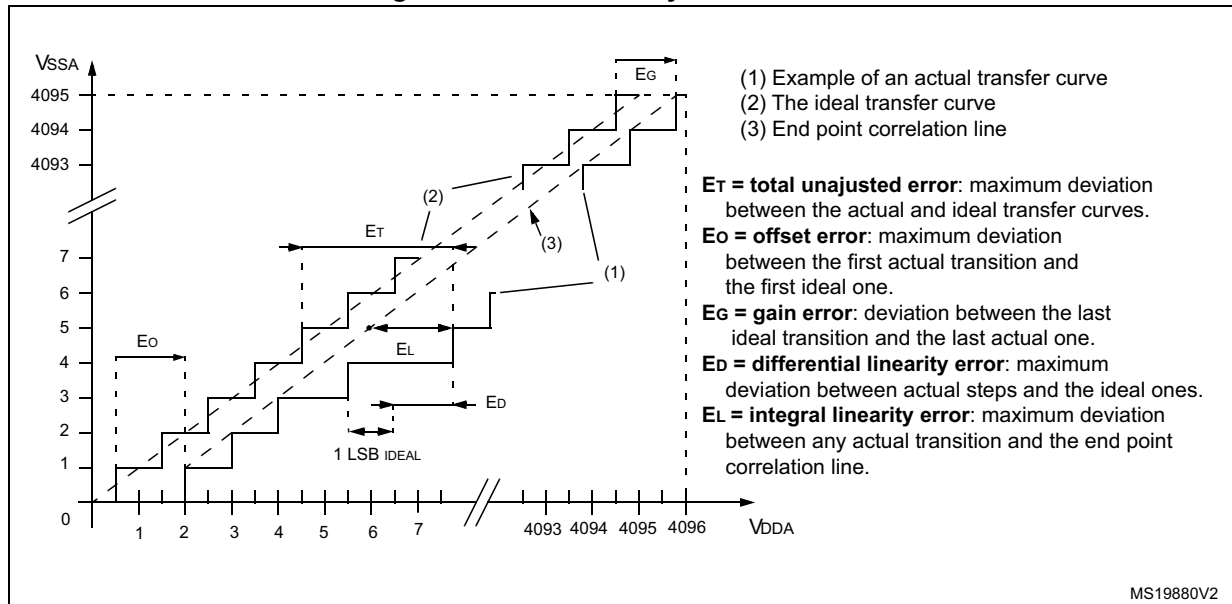 VSSA
EG
(1) Example of an actual transfer curve
(2) The ideal transfer curve
(3) End point correlation line
4095
4094
4093
ET = total unajusted error: maximum deviation
between the actual and ideal transfer curves.
EO = offset error: maximum deviation
between the first actual transition and
the first ideal one.
EG = gain error: deviation between the last
ideal transition and the last actual one.
ED = differential linearity error: maximum
deviation between actual steps and the ideal ones.
EL = integral linearity error: maximum deviation
between any actual transition and the end point
correlation line.
(2)
ET
(3)
(1)
7
6
5
4
3
2
1
0
EO
EL
ED
1 LSB IDEAL
1 2 3 4 5 6 7 4093 4094 4095 4096
VDDA
MS19880V2